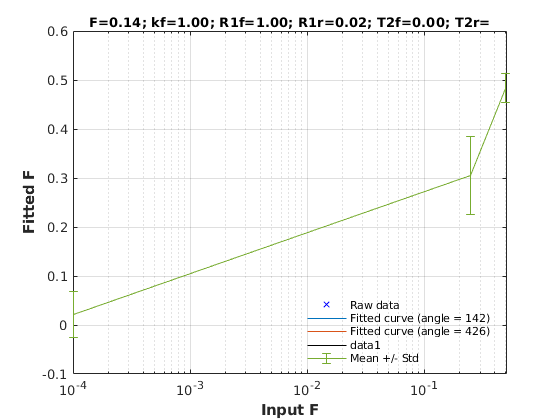 F=0.14; kf=1.00; R1f=1.00; R1r=0.02; T2f=0.00; T2r=
0.6
0.5
0.4
0.3
0.2
0.1
0
-0.1
Fitted F
Raw data
Fitted curve (angle = 142)
Fitted curve (angle = 426)
data1
Mean +/- Std
10⁻⁴ 10⁻³ 10⁻² 10⁻¹
Input F